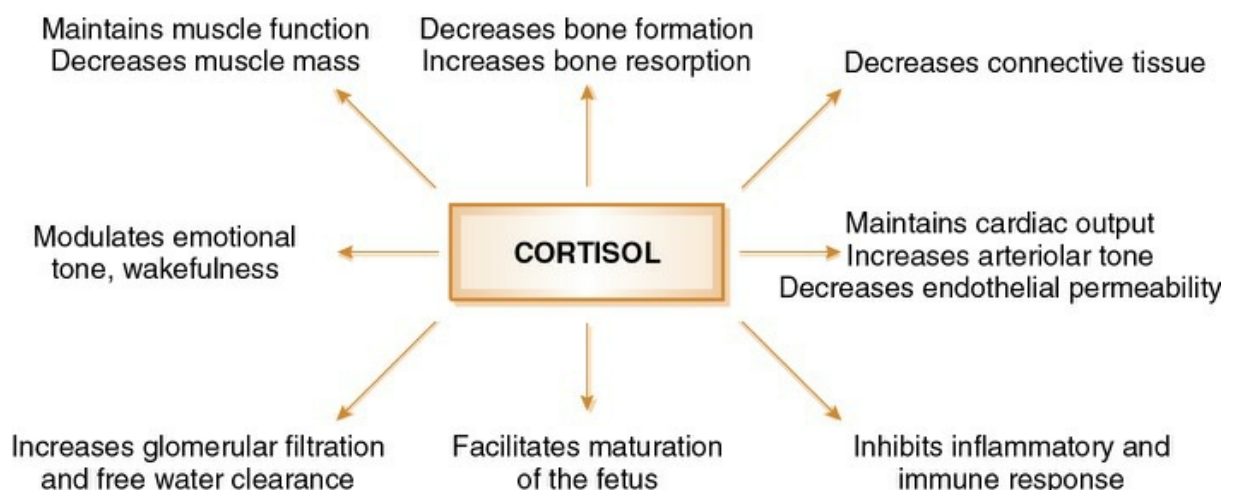 Maintains muscle function
Decreases muscle mass
Decreases bone formation
Increases bone resorption
Decreases connective tissue
Modulates emotional
tone, wakefulness
CORTISOL
Maintains cardiac output
Increases arteriolar tone
Decreases endothelial permeability
Increases glomerular filtration
and free water clearance
Facilitates maturation
of the fetus
Inhibits inflammatory and
immune response